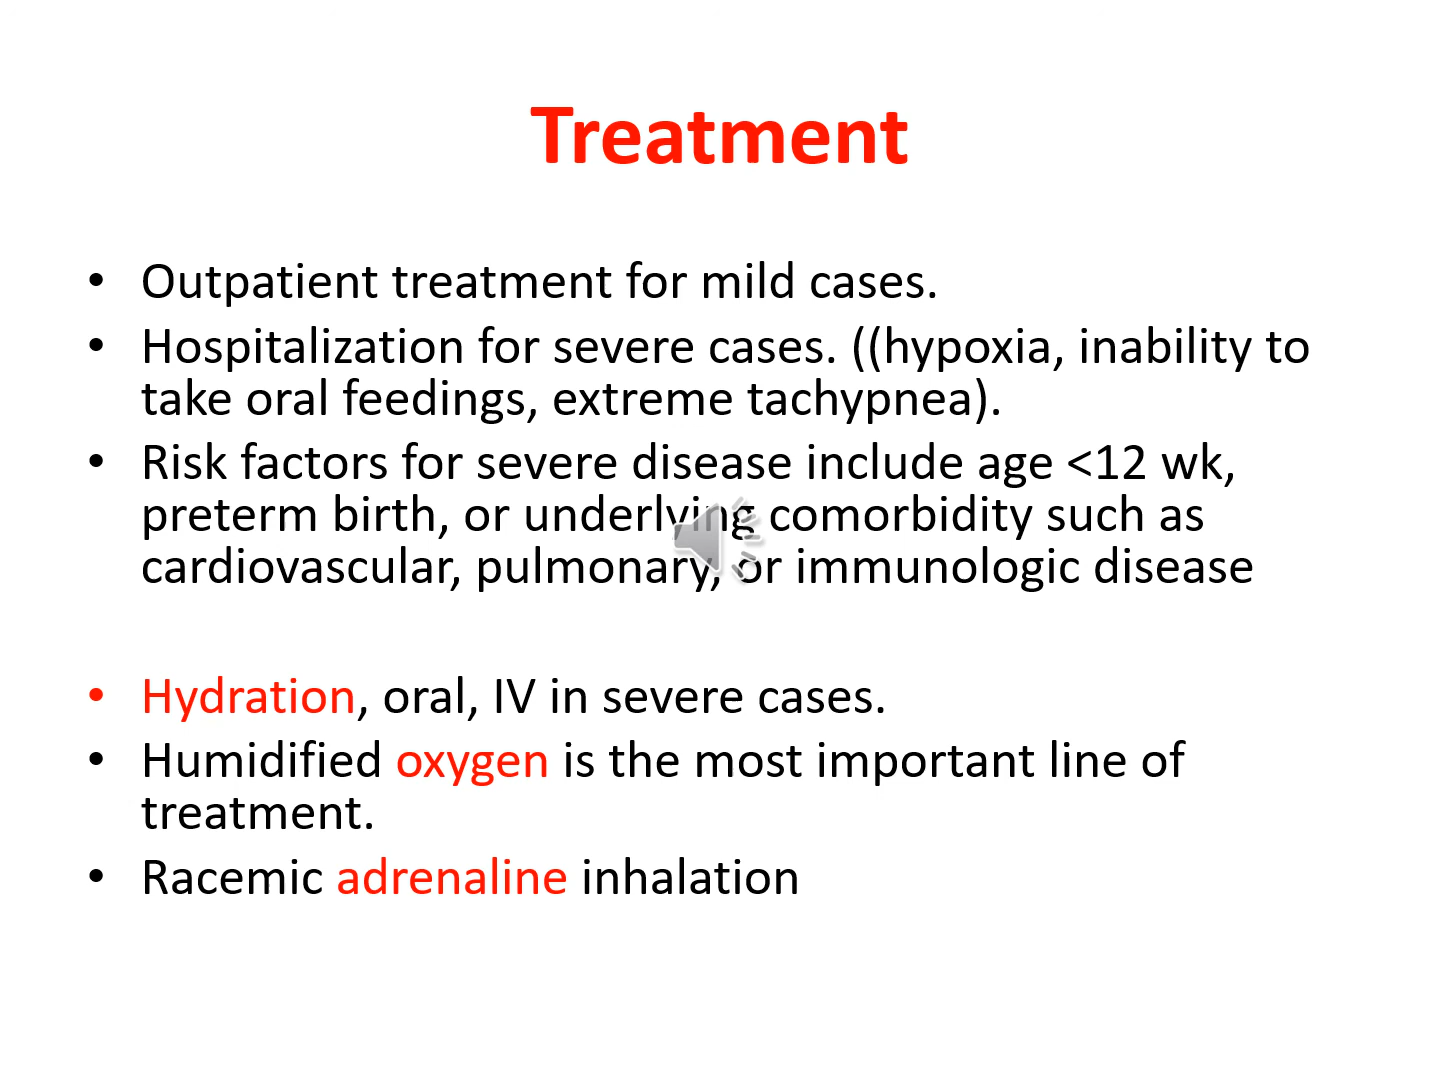 Treatment
• Outpatient treatment for mild cases.
• Hospitalization for severe cases. ((hypoxia, inability to
take oral feedings, extreme tachypnea).
• Risk factors for severe disease include age <12 wk,
preterm birth, or underlying comorbidity such as
cardiovascular, pulmonary, or immunologic disease
• Hydration, oral, IV in severe cases.
• Humidified oxygen is the most important line of
treatment.
• Racemic adrenaline inhalation